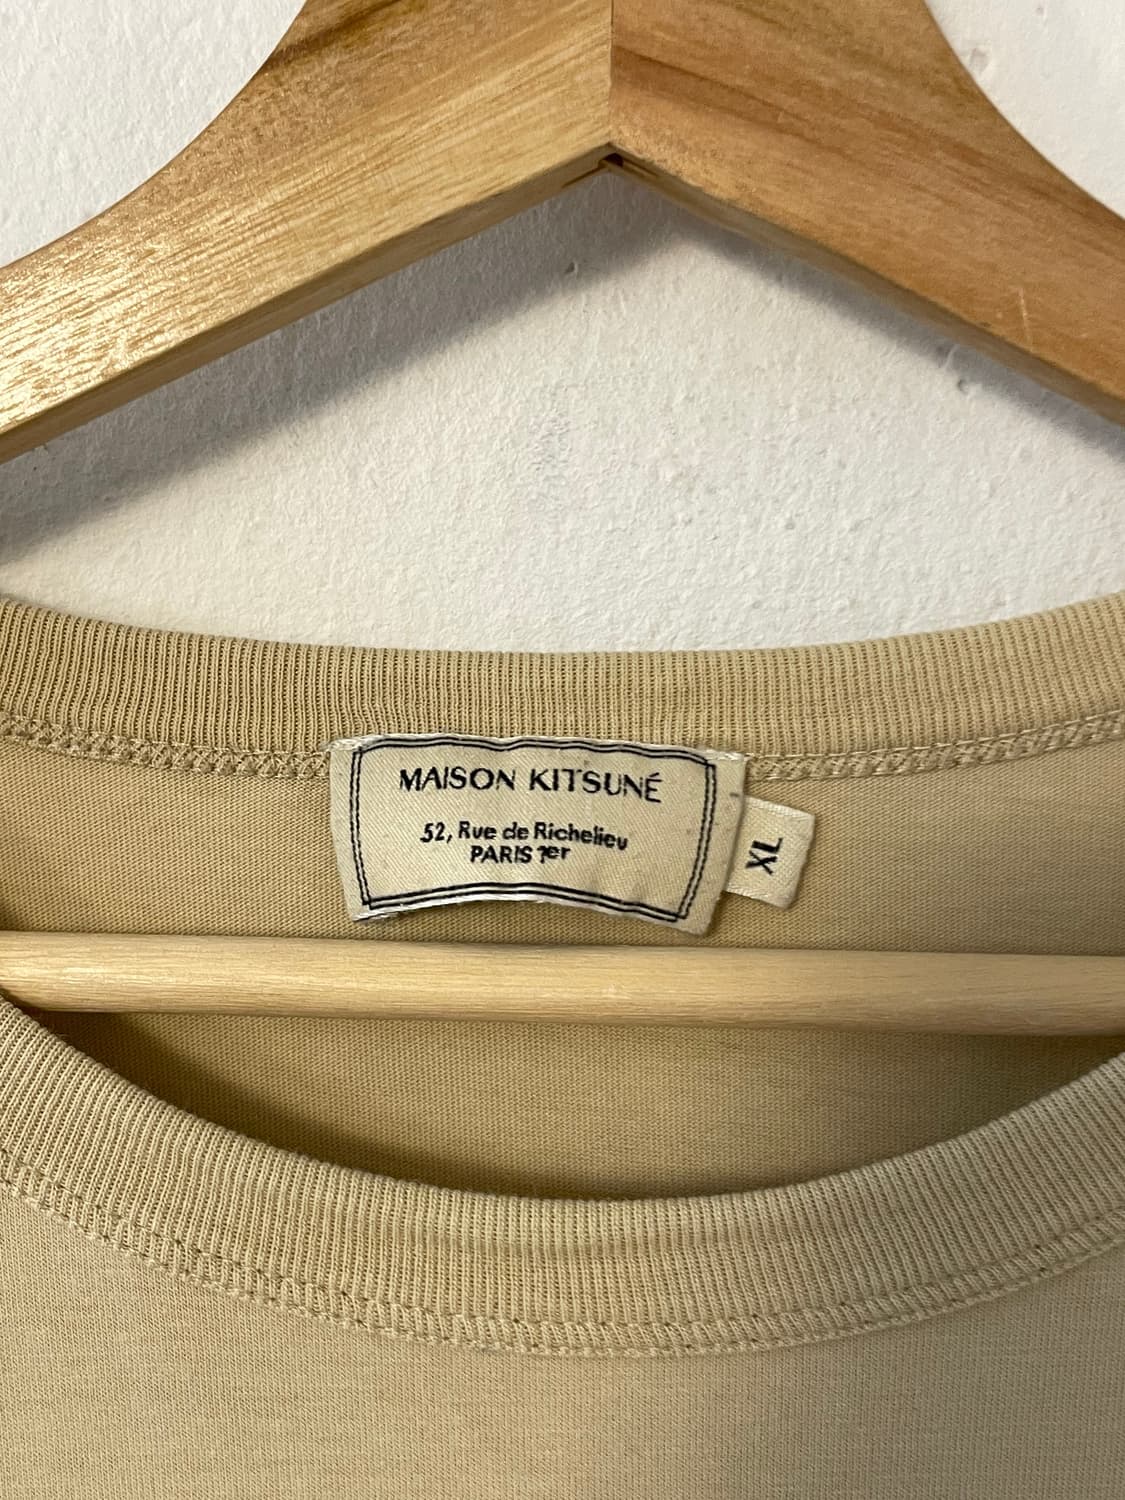 MAISON KITSUNÉ
52, Rue de Richelieu
PARIS 1er
XL